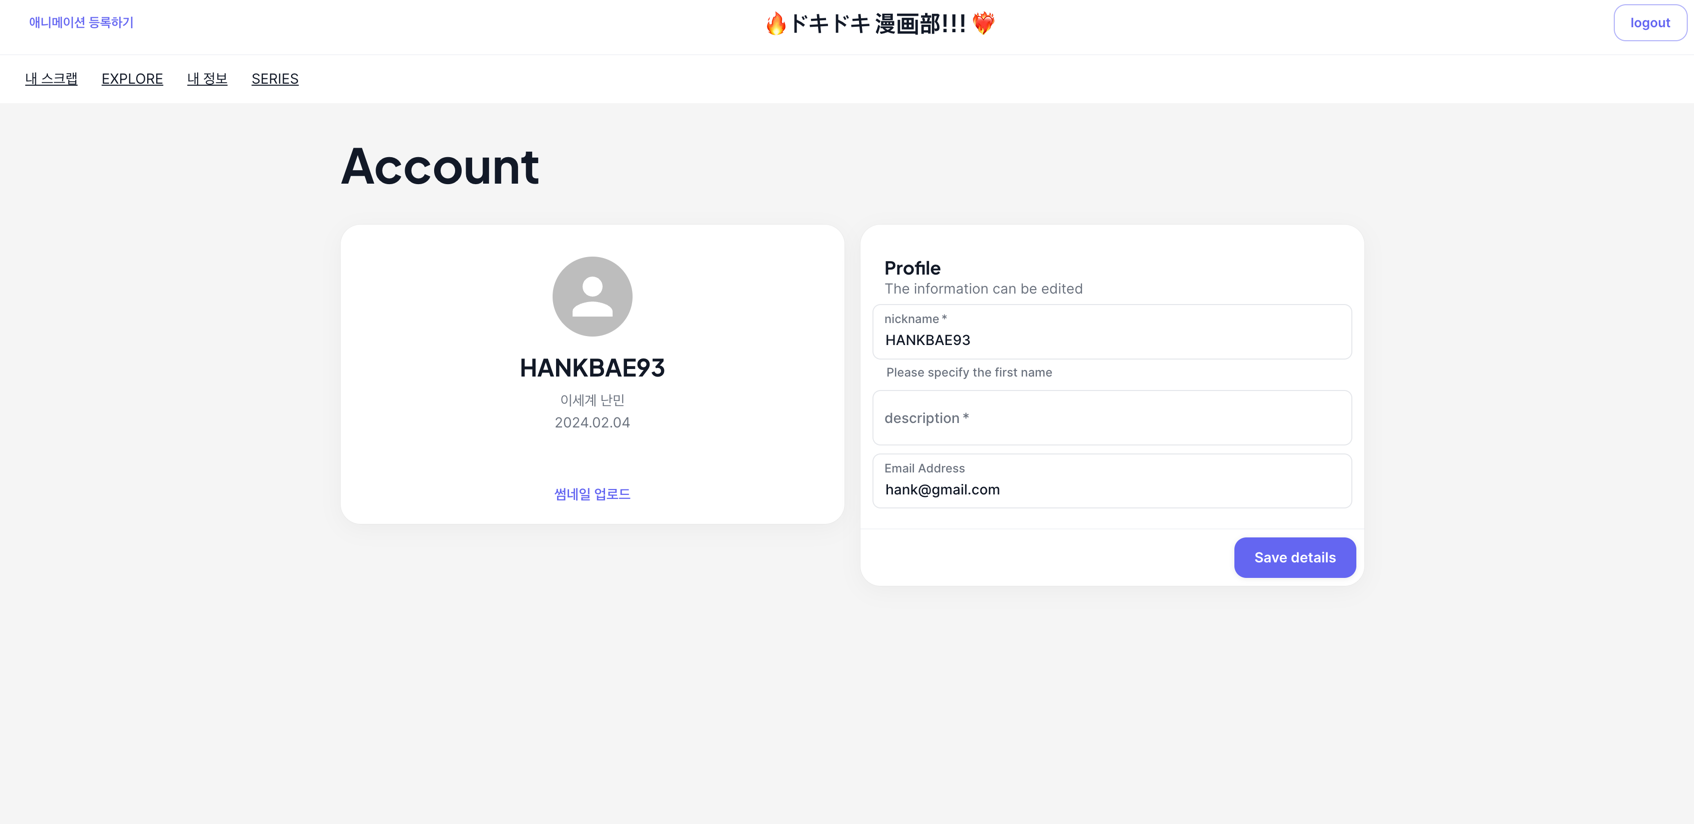 애니메이션 등록하기
🔥ドキドキ 漫画部!!! ❤️‍🔥
logout
내 스크랩
EXPLORE
내 정보
SERIES
Account
HANKBAE93
이세계 난민
2024.02.04
썸네일 업로드
Profile
The information can be edited
nickname *
HANKBAE93
Please specify the first name
description *
Email Address
hank@gmail.com
Save details